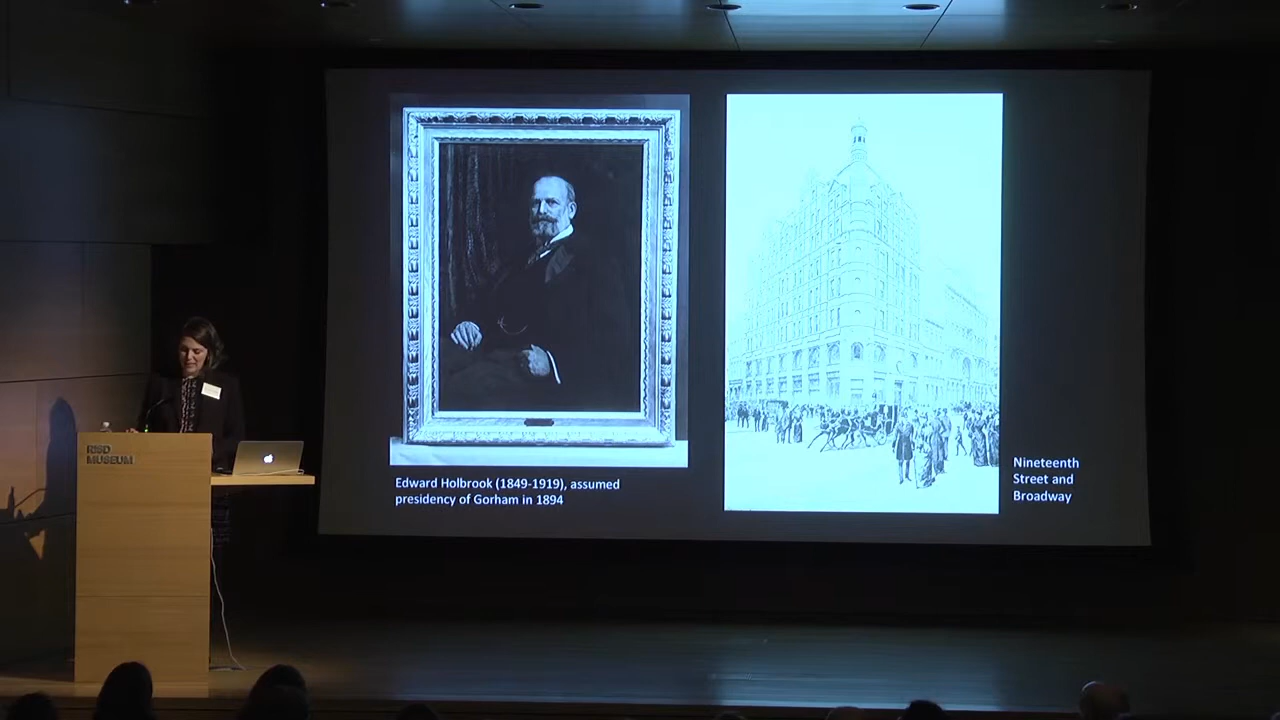 RISD
MUSEUM
Edward Holbrook (1849-1919), assumed
presidency of Gorham in 1894
Nineteenth
Street and
Broadway